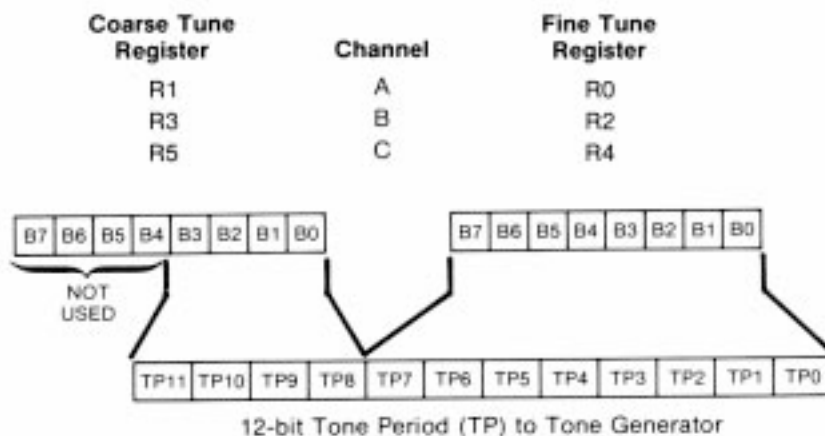 Coarse Tune Register Channel Fine Tune Register
R1 A R0
R3 B R2
R5 C R4
B7 B6 B5 B4 B3 B2 B1 B0 B7 B6 B5 B4 B3 B2 B1 B0
NOT
USED
TP11 TP10 TP9 TP8 TP7 TP6 TP5 TP4 TP3 TP2 TP1 TP0
12-bit Tone Period (TP) to Tone Generator